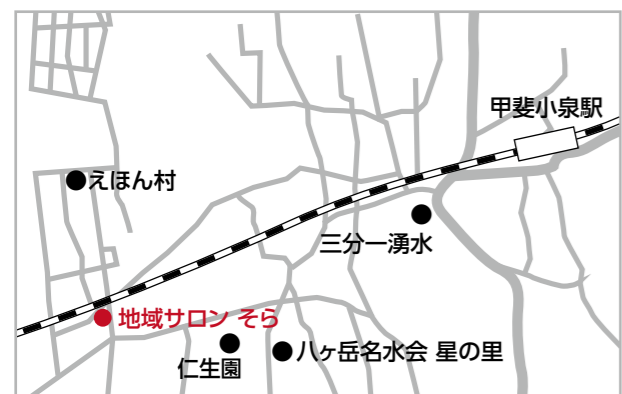 甲斐小泉駅
えほん村
三分一湧水
地域サロン そら
仁生園
八ヶ岳名水会 星の里